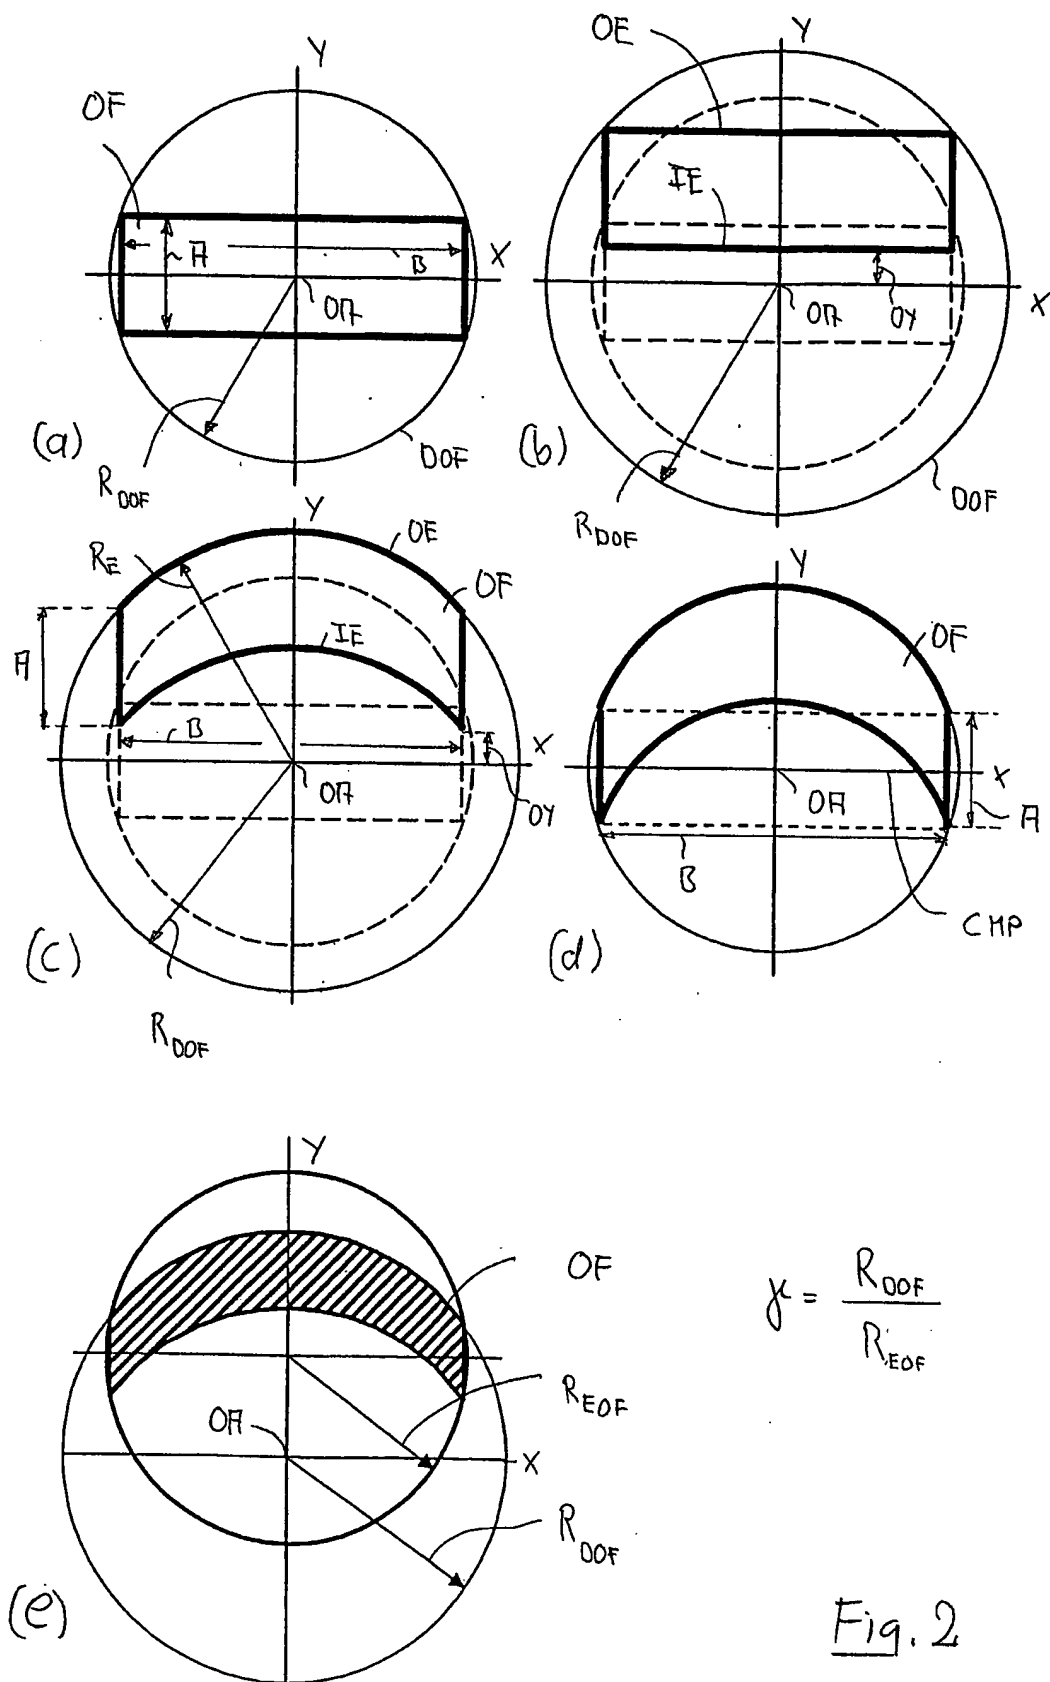 Y
OF
A
B
X
OA
(a)
R_DOF
DOF
OE
Y
IE
OA
OY
X
(b)
R_DOF
DOF
Y
R_E
OE
OF
A
IE
B
X
OA
OY
(c)
R_DOF
Y
OF
X
OA
A
B
CMP
(d)
Y
OF
R_EOF
OA
X
R_DOF
(e)
γ = R_DOF / R_EOF
Fig. 2